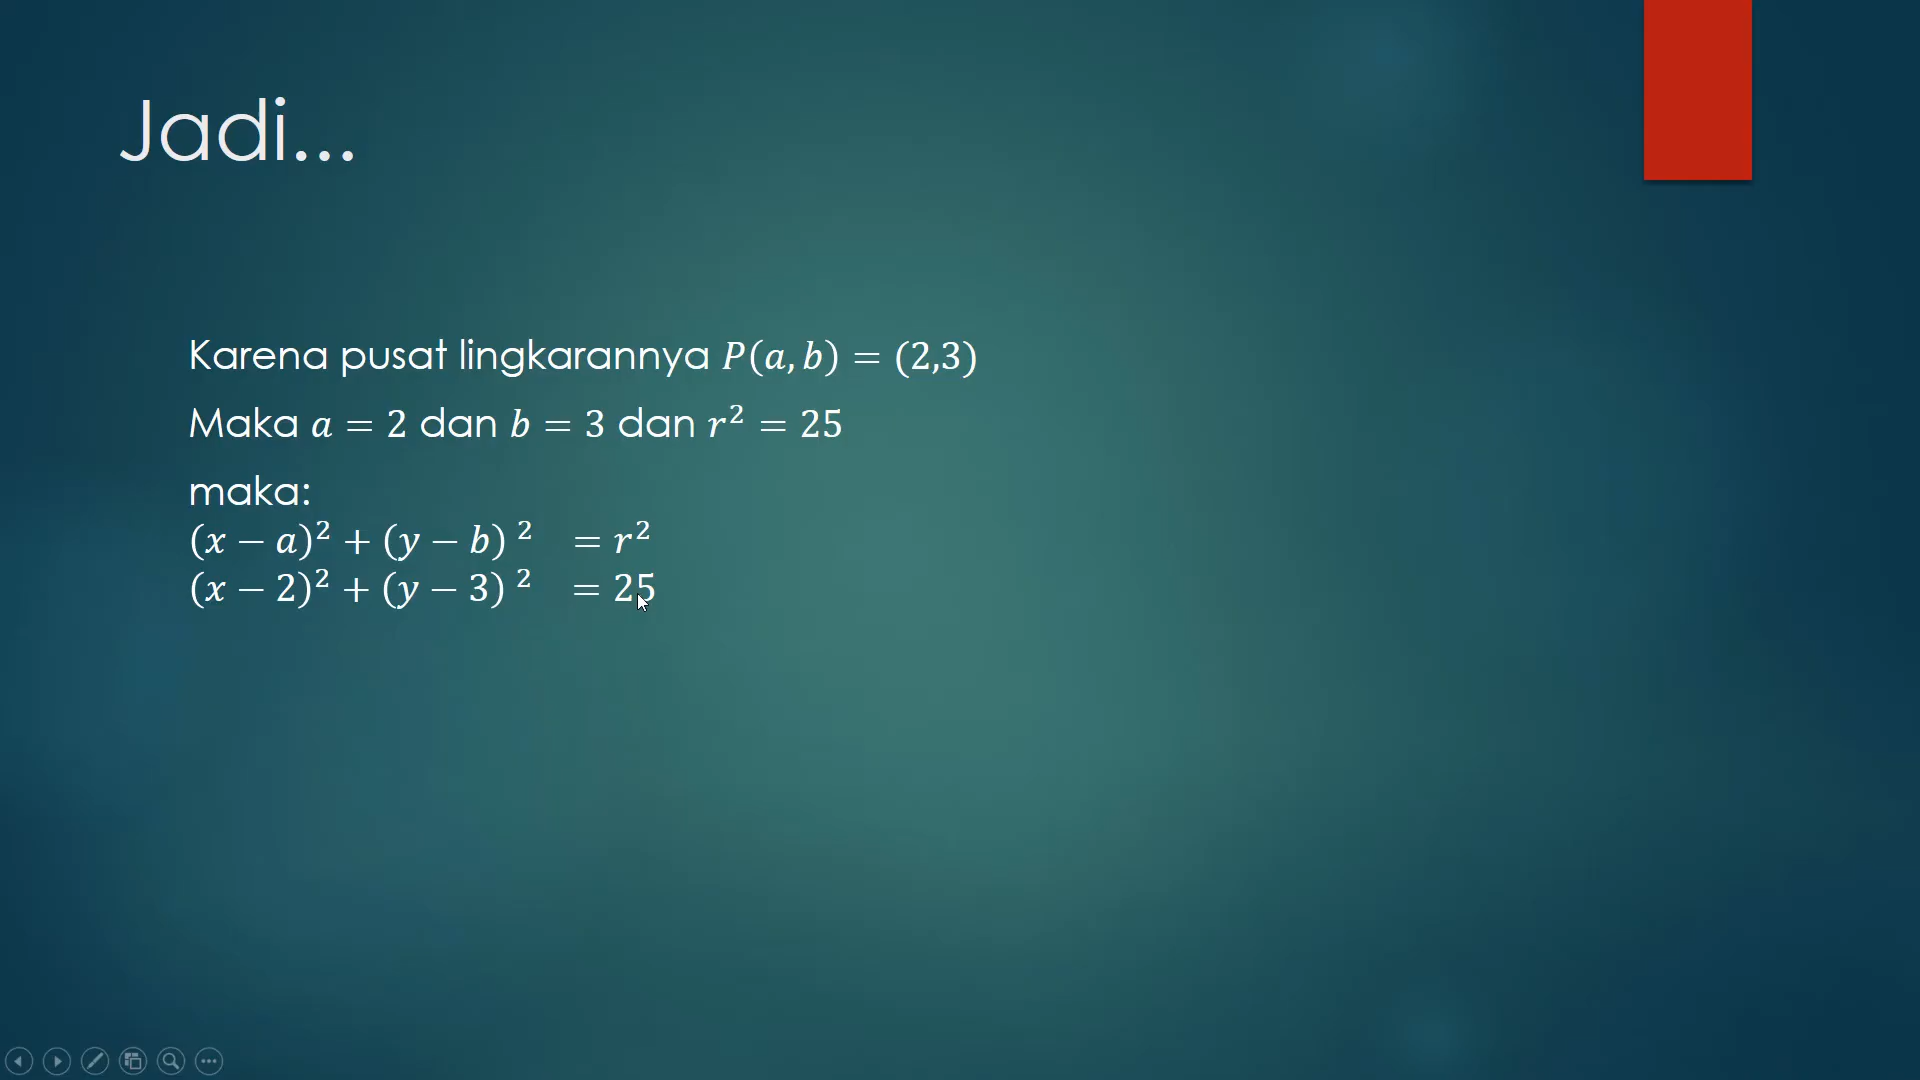 Jadi...
Karena pusat lingkarannya P(a, b) = (2,3)
Maka a = 2 dan b = 3 dan r² = 25
maka:
(x − a)² + (y − b) ² = r²
(x − 2)² + (y − 3) ² = 25